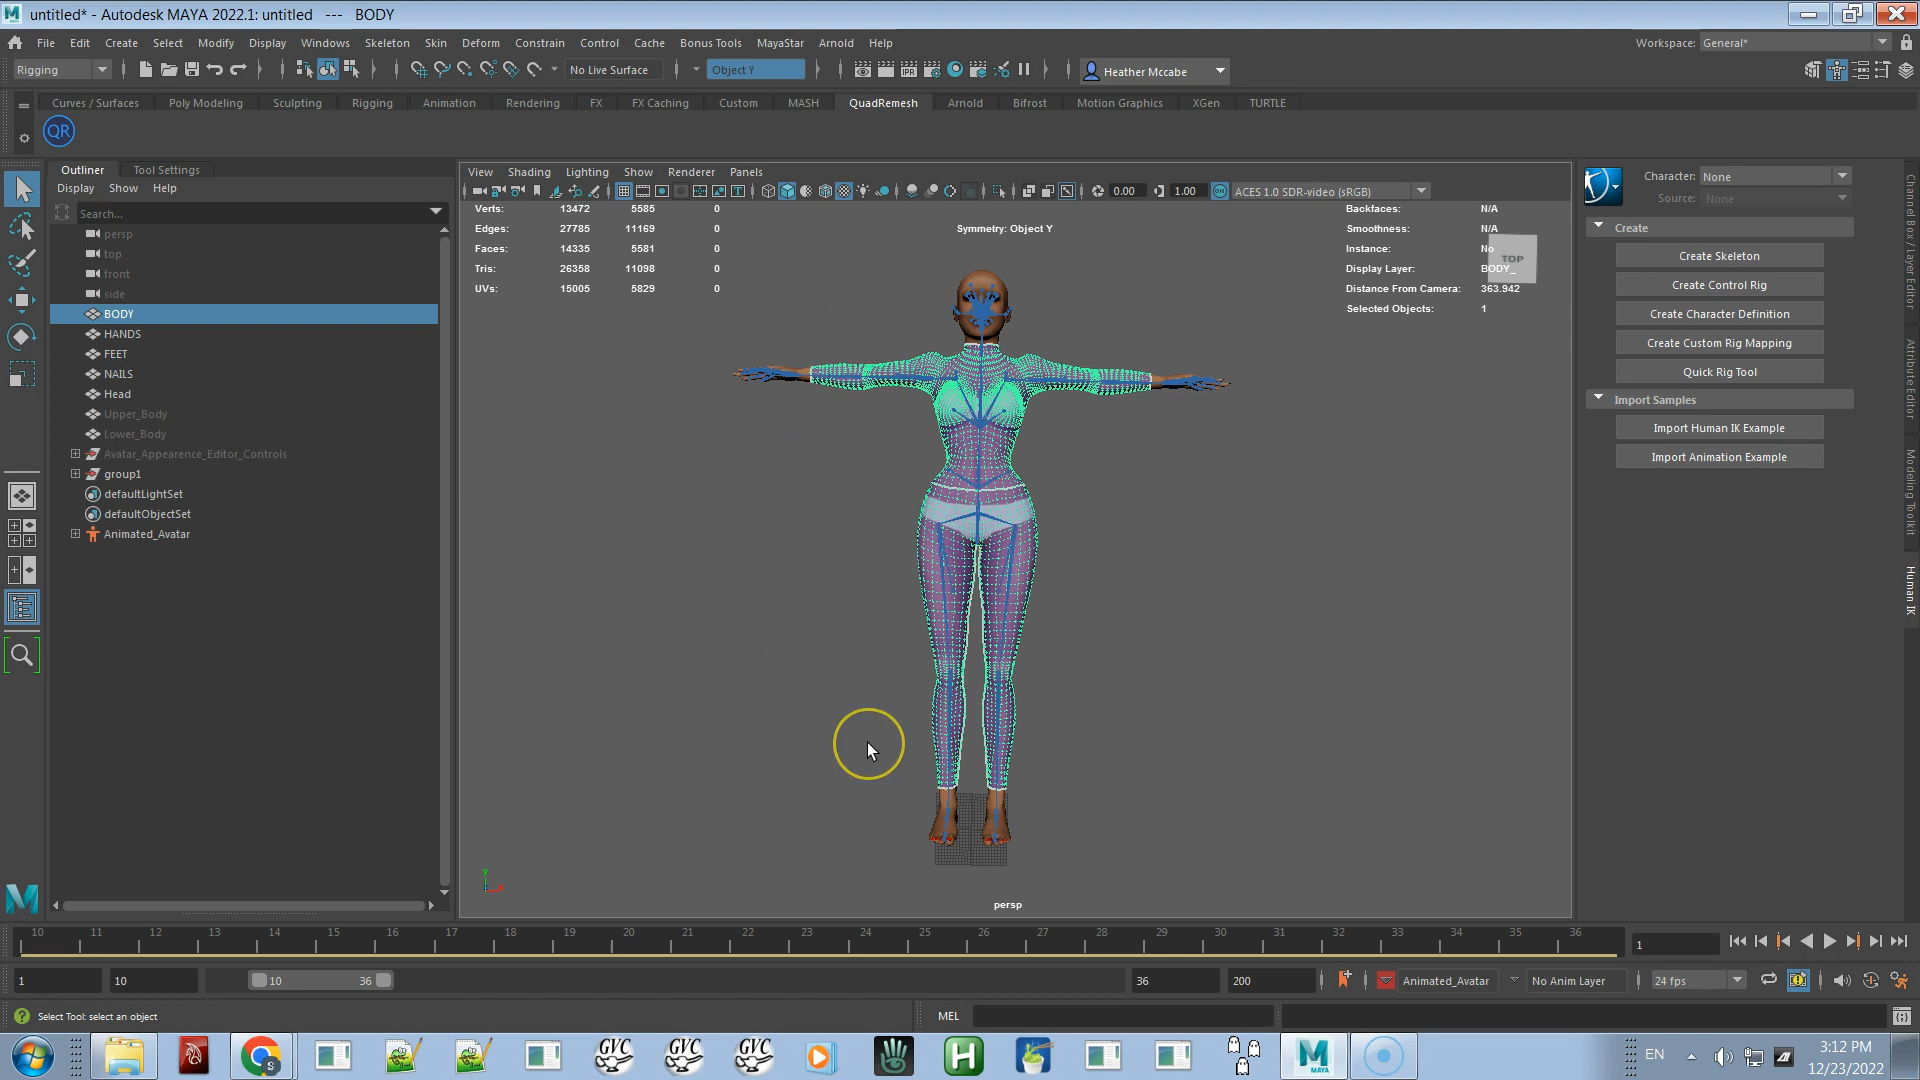 untitled* - Autodesk MAYA 2022.1: untitled --- BODY
File Edit Create Select Modify Display Windows Skeleton Skin Deform Constrain Control Cache Bonus Tools MayaStar Arnold Help
Workspace: General*
Rigging
No Live Surface
Object Y
Heather Mccabe
Curves / Surfaces Poly Modeling Sculpting Rigging Animation Rendering FX FX Caching Custom MASH QuadRemesh Arnold Bifrost Motion Graphics XGen TURTLE
QR
Outliner Tool Settings
Display Show Help
Search...
persp
top
front
side
BODY
HANDS
FEET
NAILS
Head
Upper_Body
Lower_Body
Avatar_Appearence_Editor_Controls
group1
defaultLightSet
defaultObjectSet
Animated_Avatar
View Shading Lighting Show Renderer Panels
0.00 1.00 ACES 1.0 SDR-video (sRGB)
Verts: 13472 5585 0
Edges: 27785 11169 0
Faces: 14335 5581 0
Tris: 26358 11098 0
UVs: 15005 5829 0
Symmetry: Object Y
Backfaces: N/A
Smoothness: N/A
Instance: No
Display Layer: BODY_
Distance From Camera: 363.942
Selected Objects: 1
TOP
y
persp
Character: None
Source: None
Create
Create Skeleton
Create Control Rig
Create Character Definition
Create Custom Rig Mapping
Quick Rig Tool
Import Samples
Import Human IK Example
Import Animation Example
Channel Box / Layer Editor
Attribute Editor
Modeling Toolkit
Human IK
10 11 12 13 14 15 16 17 18 19 20 21 22 23 24 25 26 27 28 29 30 31 32 33 34 35 36
1
1 10 10 36 36 200 Animated_Avatar No Anim Layer 24 fps
Select Tool: select an object
MEL
M
GVC GVC GVC
H
MAYA
EN
3:12 PM
12/23/2022